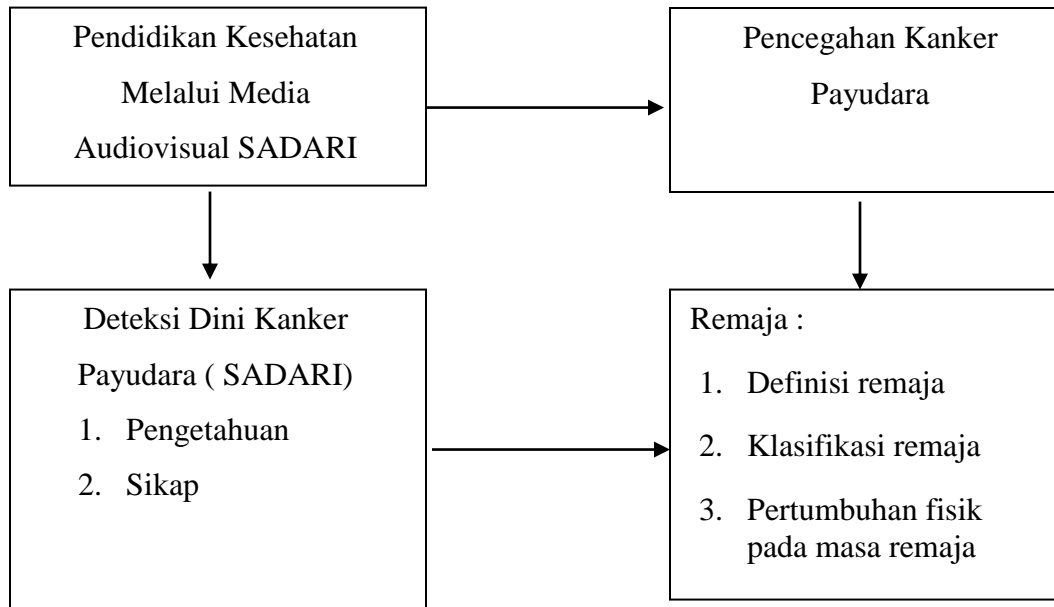 Pendidikan Kesehatan
Melalui Media
Audiovisual SADARI
Pencegahan Kanker
Payudara
Deteksi Dini Kanker
Payudara ( SADARI)
1. Pengetahuan
2. Sikap
Remaja :
1. Definisi remaja
2. Klasifikasi remaja
3. Pertumbuhan fisik
pada masa remaja